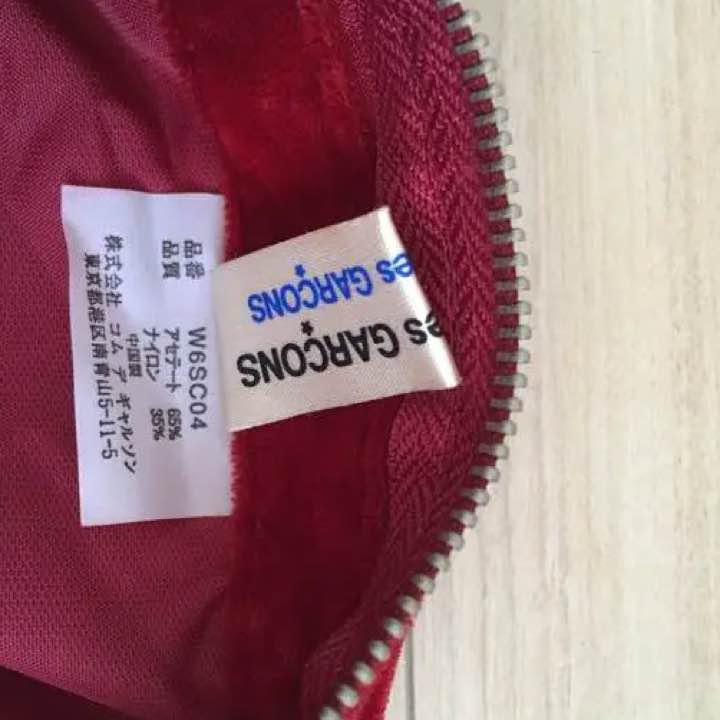 品番 W6SC04
品質 アセテート 65%
ナイロン 35%
中国製
株式会社 コム デ ギャルソン
東京都港区南青山5-11-5
es GARÇONS
es GARÇONS